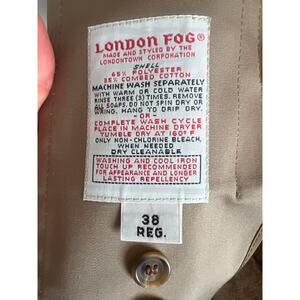 LONDON FOG®
MADE AND STYLED BY THE
LONDONTOWN CORPORATION
SHELL
65% POLYESTER
35% COMBED COTTON
MACHINE WASH SEPARATELY
WITH WARM OR COLD WATER
RINSE THREE (3) TIMES. REMOVE
ALL SOAPS. DO NOT SPIN DRY OR
WRING. HANG TO DRIP DRY.
-OR-
COMPLETE WASH CYCLE
PLACE IN MACHINE DRYER
TUMBLE DRY AT 160°F.
ONLY NON-CHLORINE BLEACH,
WHEN NEEDED
DRY CLEANABLE
WASHING AND COOL IRON
TOUCH UP RECOMMENDED
FOR APPEARANCE AND LONGER
LASTING REPELLENCY
38
REG.